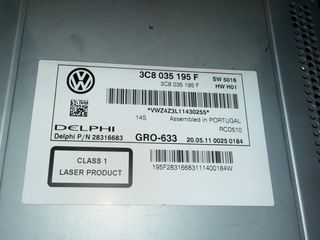 3C8 035 195 F
SW 5016
3C8 035 195 F
HW H01
*VWZ4Z3L11430255*
14S
Assembled in PORTUGAL
RCD510
DELPHI
Delphi P/N 28316683
GRO-633
20.05.11 0025 0184
CLASS 1
LASER PRODUCT
195F28316683111400184W